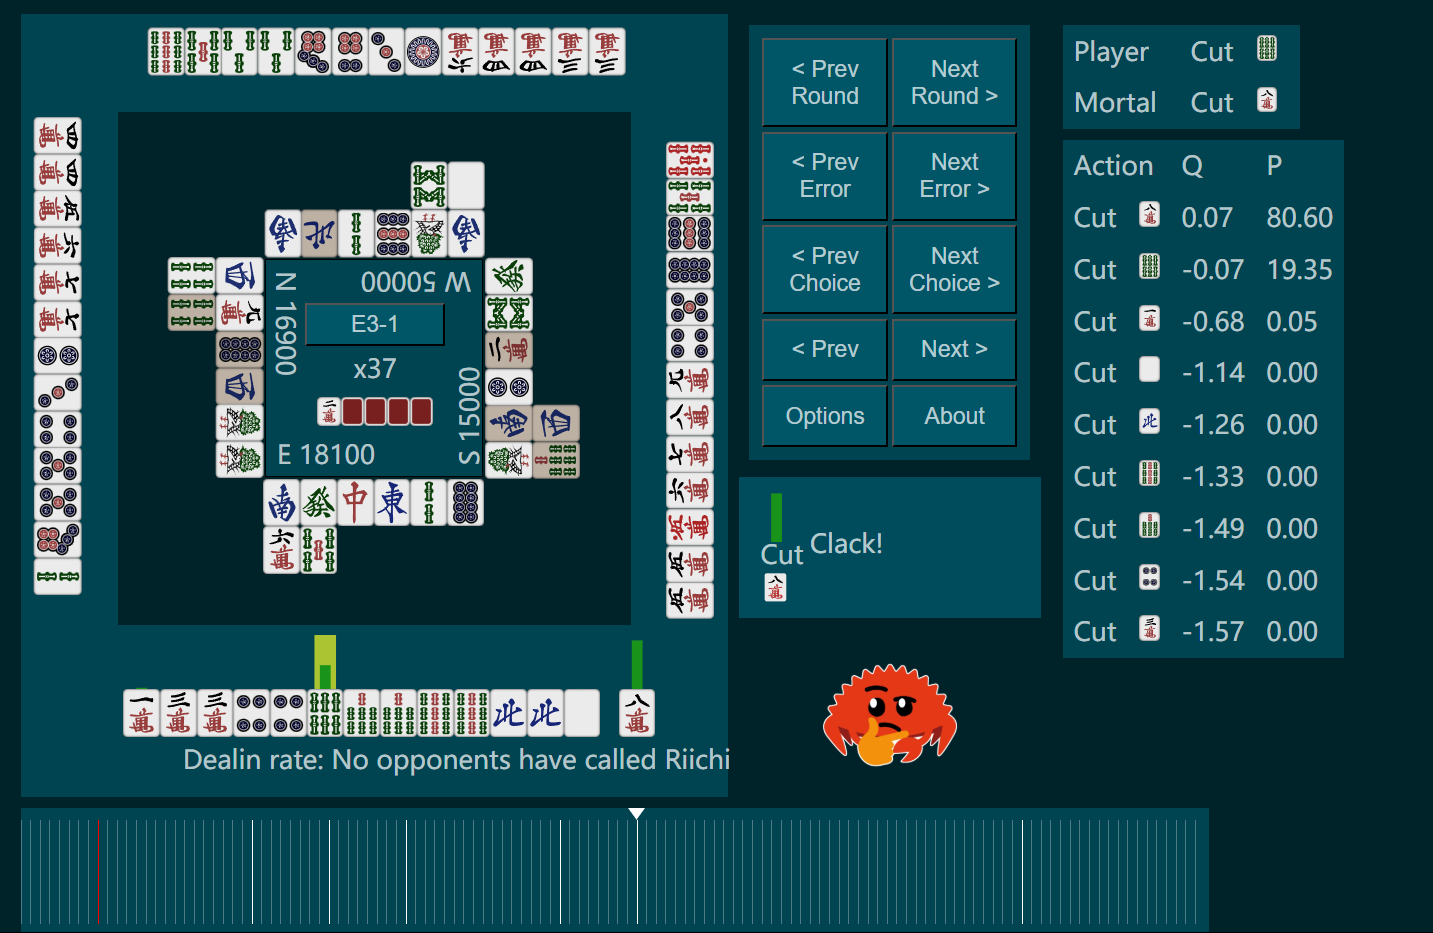 < Prev
Round
Next
Round >
< Prev
Error
Next
Error >
< Prev
Choice
Next
Choice >
< Prev
Next >
Options
About
Player Cut
Mortal Cut
Action Q P
Cut 0.07 80.60
Cut -0.07 19.35
Cut -0.68 0.05
Cut -1.14 0.00
Cut -1.26 0.00
Cut -1.33 0.00
Cut -1.49 0.00
Cut -1.54 0.00
Cut -1.57 0.00
W 50000
N 16900
E3-1
x37
S 15000
E 18100
Cut
Clack!
Dealin rate: No opponents have called Riichi